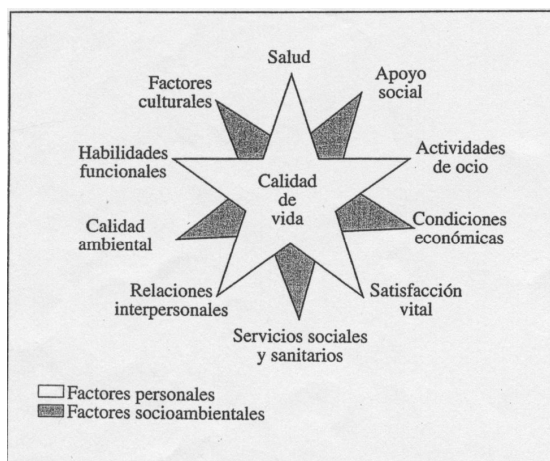 Salud
Factores
culturales
Apoyo
social
Habilidades
funcionales
Actividades
de ocio
Calidad
de
vida
Calidad
ambiental
Condiciones
económicas
Relaciones
interpersonales
Satisfacción
vital
Servicios sociales
y sanitarios
Factores personales
Factores socioambientales